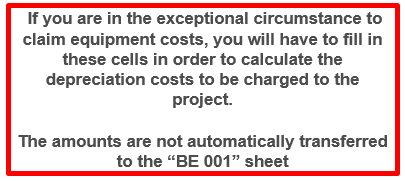 If you are in the exceptional circumstance to
claim equipment costs, you will have to fill in
these cells in order to calculate the
depreciation costs to be charged to the
project.
The amounts are not automatically transferred
to the “BE 001” sheet